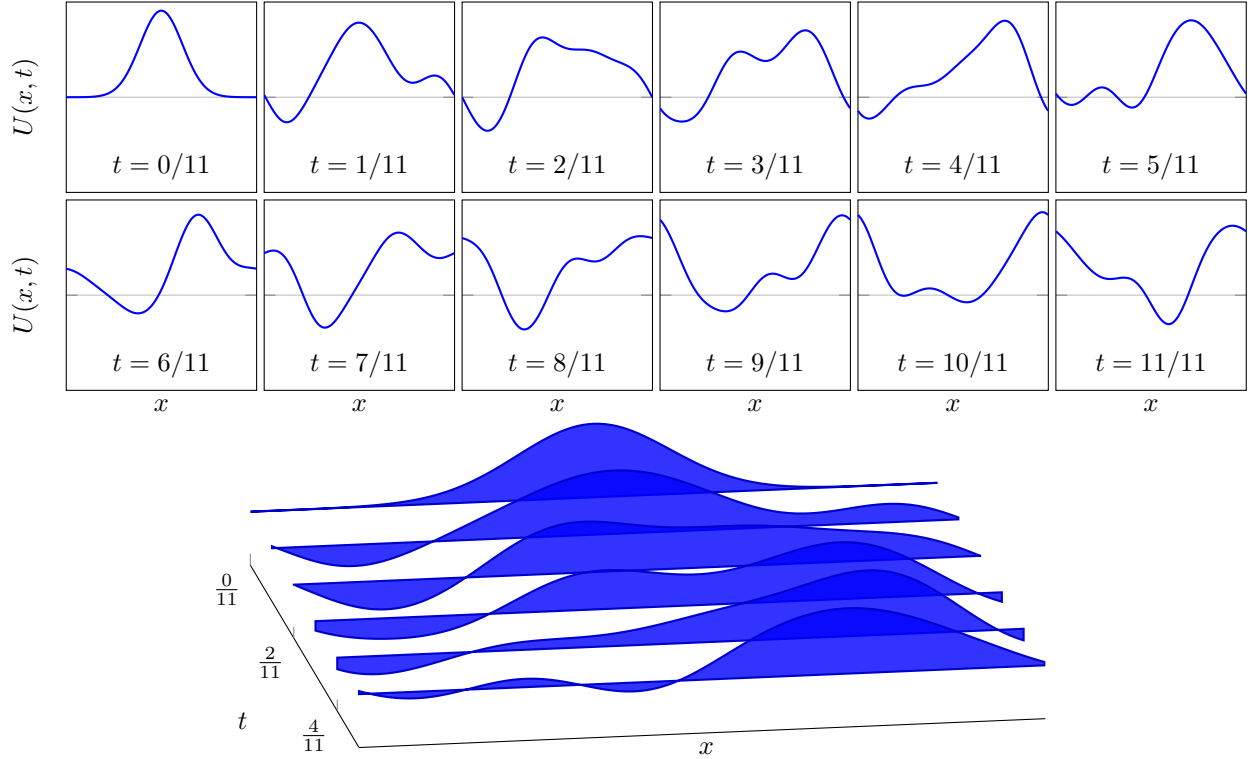 U(x, t)
t = 0/11
t = 1/11
t = 2/11
t = 3/11
t = 4/11
t = 5/11
U(x, t)
t = 6/11
t = 7/11
t = 8/11
t = 9/11
t = 10/11
t = 11/11
x
x
x
x
x
x
0/11
2/11
4/11
t
x